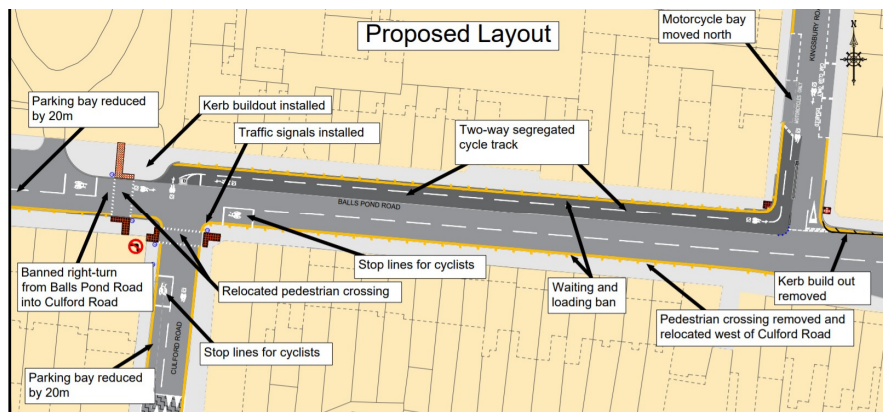 Proposed Layout
Motorcycle bay
moved north
KINGSBURY ROAD
N
Parking bay reduced
by 20m
Kerb buildout installed
Traffic signals installed
Two-way segregated
cycle track
MOTORCYCLES ONLY
BALLS POND ROAD
Banned right-turn
from Balls Pond Road
into Culford Road
Relocated pedestrian crossing
Stop lines for cyclists
Waiting and
loading ban
Kerb build out
removed
Pedestrian crossing removed and
relocated west of Culford Road
Stop lines for cyclists
CULFORD ROAD
Parking bay reduced
by 20m